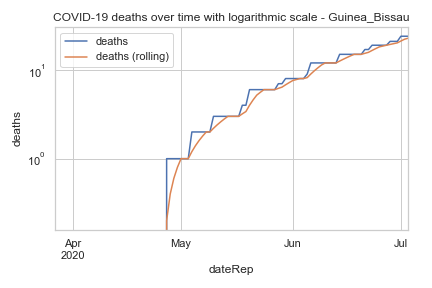 COVID-19 deaths over time with logarithmic scale - Guinea_Bissau
deaths
deaths (rolling)
10¹
10⁰
deaths
Apr
2020
May
Jun
Jul
dateRep